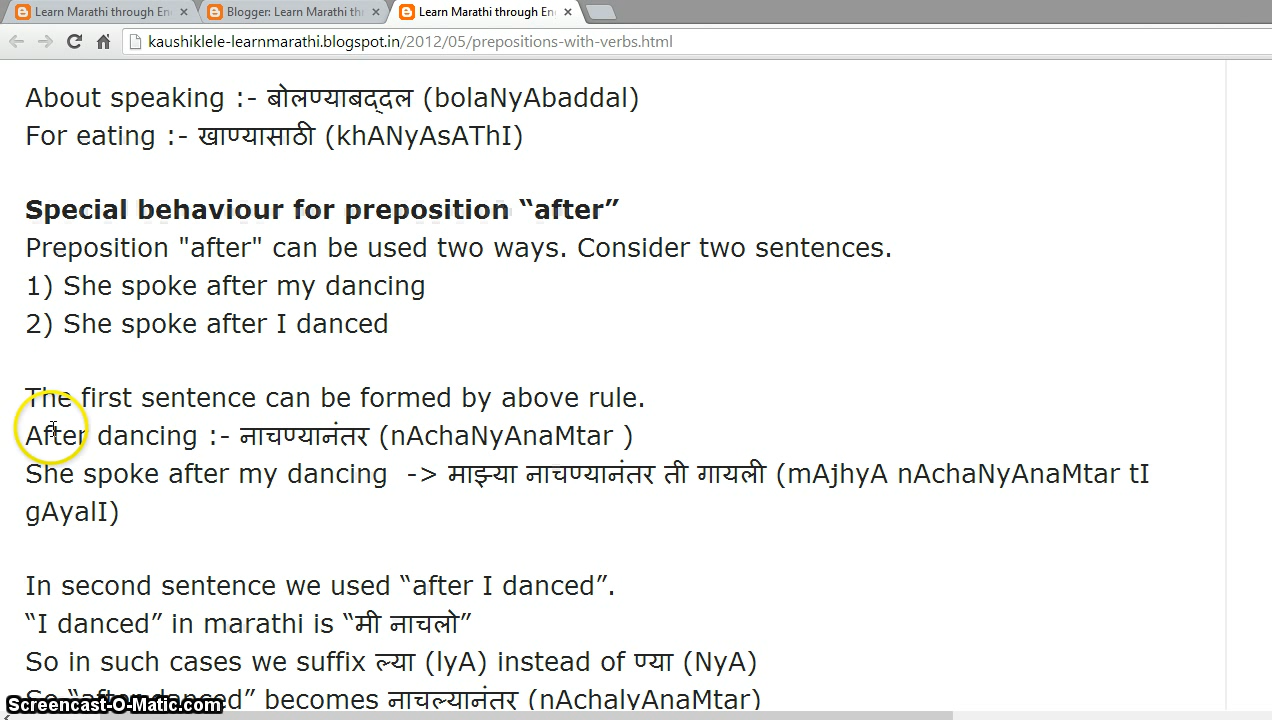 Learn Marathi through En
Blogger: Learn Marathi th
Learn Marathi through En
kaushiklele-learnmarathi.blogspot.in/2012/05/prepositions-with-verbs.html
About speaking :- बोलण्याबद्दल (bolaNyAbaddal)
For eating :- खाण्यासाठी (khANyAsAThI)
Special behaviour for preposition “after”
Preposition "after" can be used two ways. Consider two sentences.
1) She spoke after my dancing
2) She spoke after I danced
The first sentence can be formed by above rule.
After dancing :- नाचण्यानंतर (nAchaNyAnaMtar )
She spoke after my dancing -> माझ्या नाचण्यानंतर ती गायली (mAjhyA nAchaNyAnaMtar tI
gAyalI)
In second sentence we used “after I danced”.
“I danced” in marathi is “मी नाचलो”
So in such cases we suffix ल्या (lyA) instead of ण्या (NyA)
So “after danced” becomes नाचल्यानंतर (nAchalyAnaMtar)
Screencast-O-Matic.com